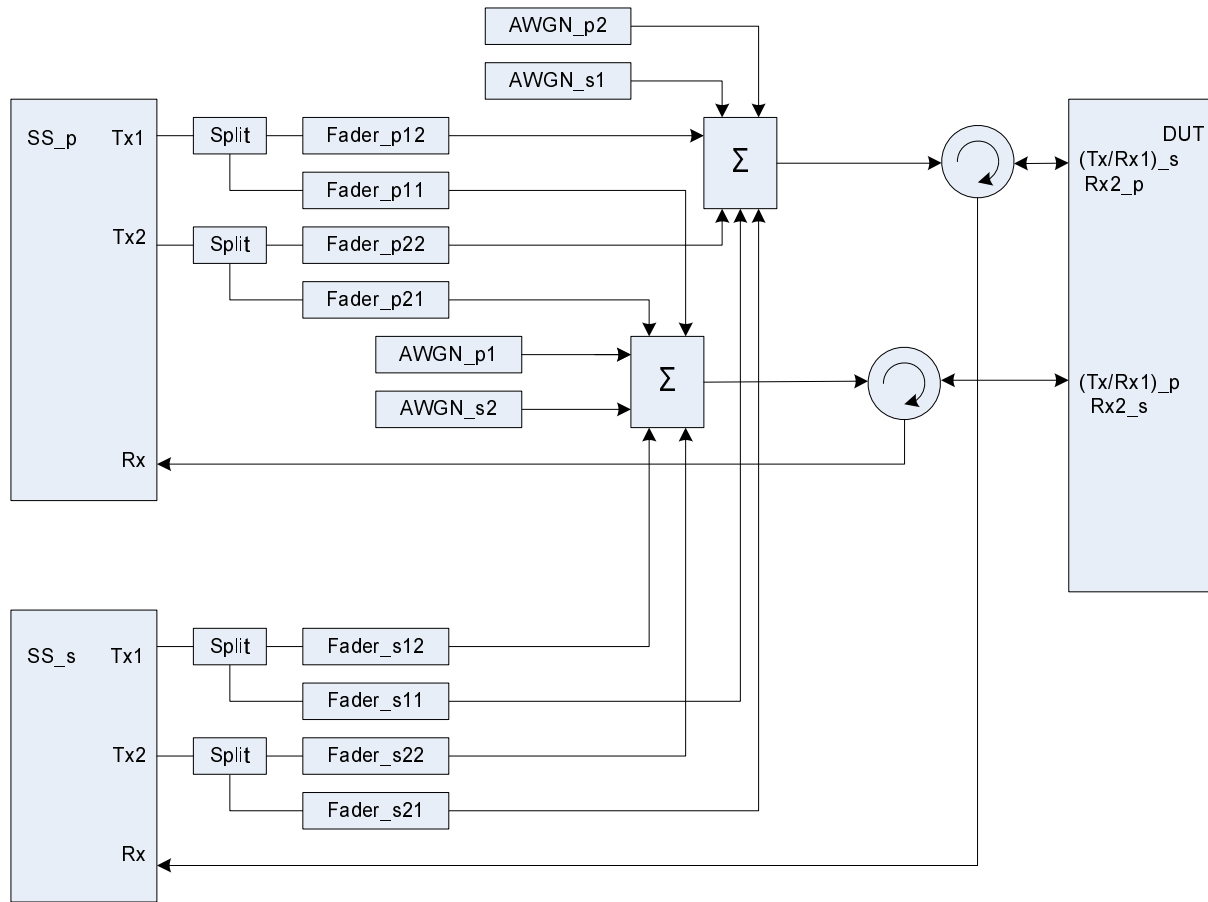 AWGN_p2
AWGN_s1
SS_p
Tx1
Split
Fader_p12
Σ
DUT
(Tx/Rx1)_s
Rx2_p
Fader_p11
Tx2
Split
Fader_p22
Fader_p21
AWGN_p1
Σ
AWGN_s2
(Tx/Rx1)_p
Rx2_s
Rx
SS_s
Tx1
Split
Fader_s12
Fader_s11
Tx2
Split
Fader_s22
Fader_s21
Rx